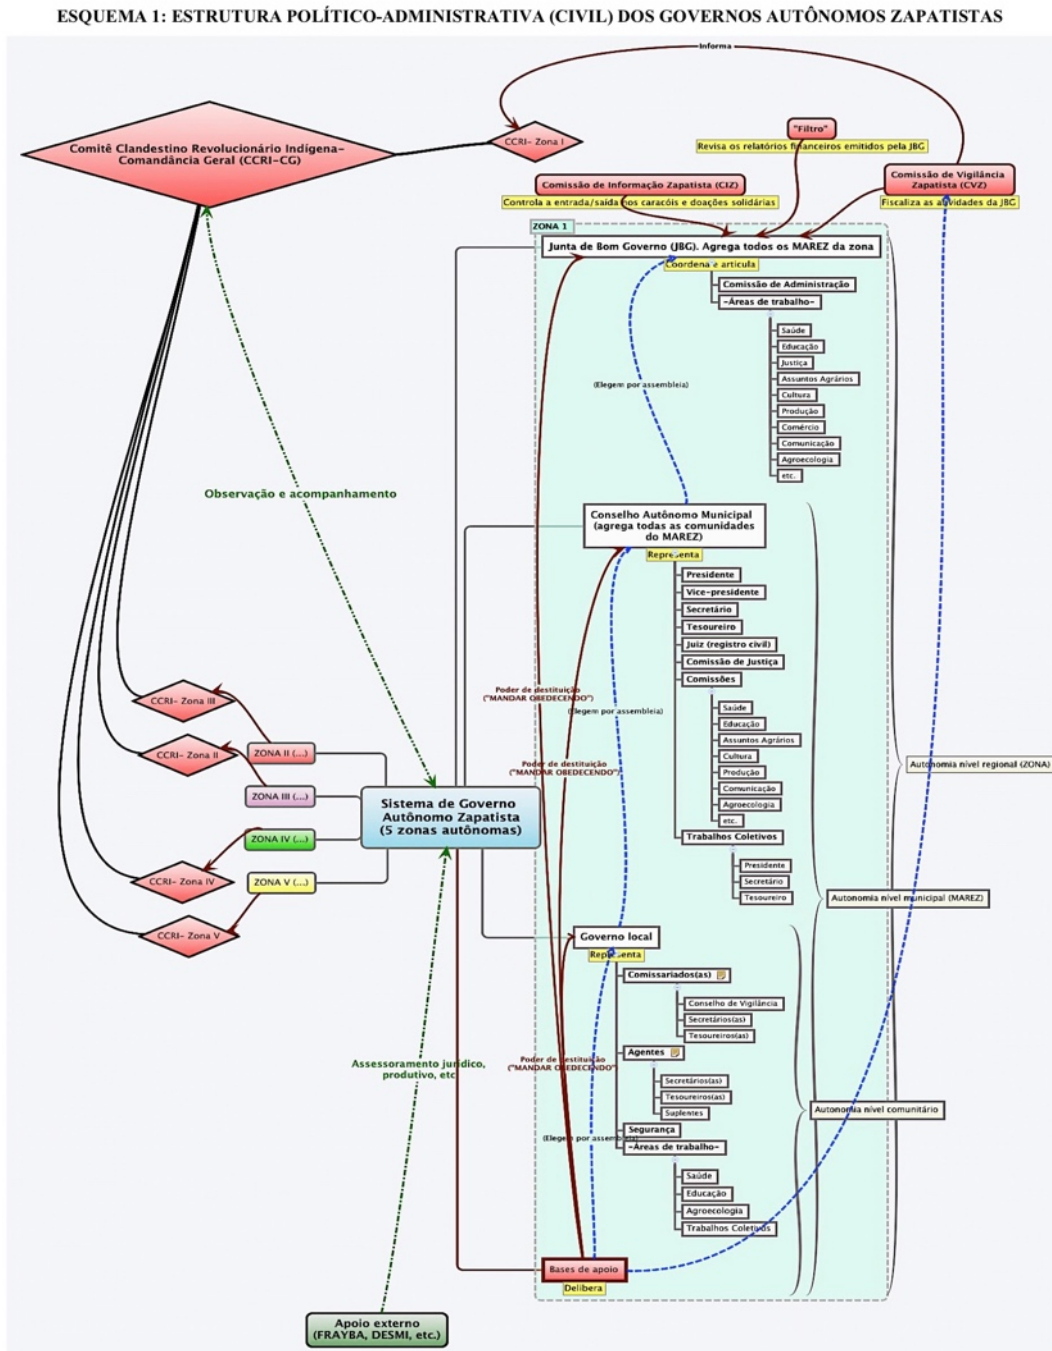 ESQUEMA 1: ESTRUTURA POLÍTICO-ADMINISTRATIVA (CIVIL) DOS GOVERNOS AUTÔNOMOS ZAPATISTAS
Informa
Comitê Clandestino Revolucionário Indígena-
Comandância Geral (CCRI-CG)
CCRI- Zona I
"Filtro"
Revisa os relatórios financeiros emitidos pela JBG
Comissão de Informação Zapatista (CIZ)
Controla a entrada/saída nos caracóis e doações solidárias
Comissão de Vigilância
Zapatista (CVZ)
Fiscaliza as atividades da JBG
ZONA 1
Junta de Bom Governo (JBG). Agrega todos os MAREZ da zona
Coordena e articula
Comissão de Administração
-Áreas de trabalho-
Saúde
Educação
Justiça
Assuntos Agrários
Cultura
Produção
Comércio
Comunicação
Agroecologia
etc.
(Elegem por assembleia)
Observação e acompanhamento
Conselho Autônomo Municipal
(agrega todas as comunidades
do MAREZ)
Representa
Presidente
Vice-presidente
Secretário
Tesoureiro
Juiz (registro civil)
Comissão de Justiça
Comissões
Saúde
Educação
Assuntos Agrários
Cultura
Produção
Comunicação
Agroecologia
etc.
Trabalhos Coletivos
Presidente
Secretário
Tesoureiro
Poder de destituição
("MANDAR OBEDECENDO")
(Elegem por assembleia)
Poder de destituição
("MANDAR OBEDECENDO")
Autonomia nível regional (ZONA)
Autonomia nível municipal (MAREZ)
CCRI- Zona III
CCRI- Zona II
ZONA II (...)
ZONA III (...)
ZONA IV (...)
ZONA V (...)
CCRI- Zona IV
CCRI- Zona V
Sistema de Governo
Autônomo Zapatista
(5 zonas autônomas)
Governo local
Representa
Comissariados(as)
Conselho de Vigilância
Secretários(as)
Tesoureiros(as)
Agentes
Secretários(as)
Tesoureiros(as)
Suplentes
Segurança
-Áreas de trabalho-
Saúde
Educação
Agroecologia
Trabalhos Coletivos
Poder de destituição
("MANDAR OBEDECENDO")
(Elegem por assembleia)
Autonomia nível comunitário
Assessoramento jurídico,
produtivo, etc
Bases de apoio
Delibera
Apoio externo
(FRAYBA, DESMI, etc.)